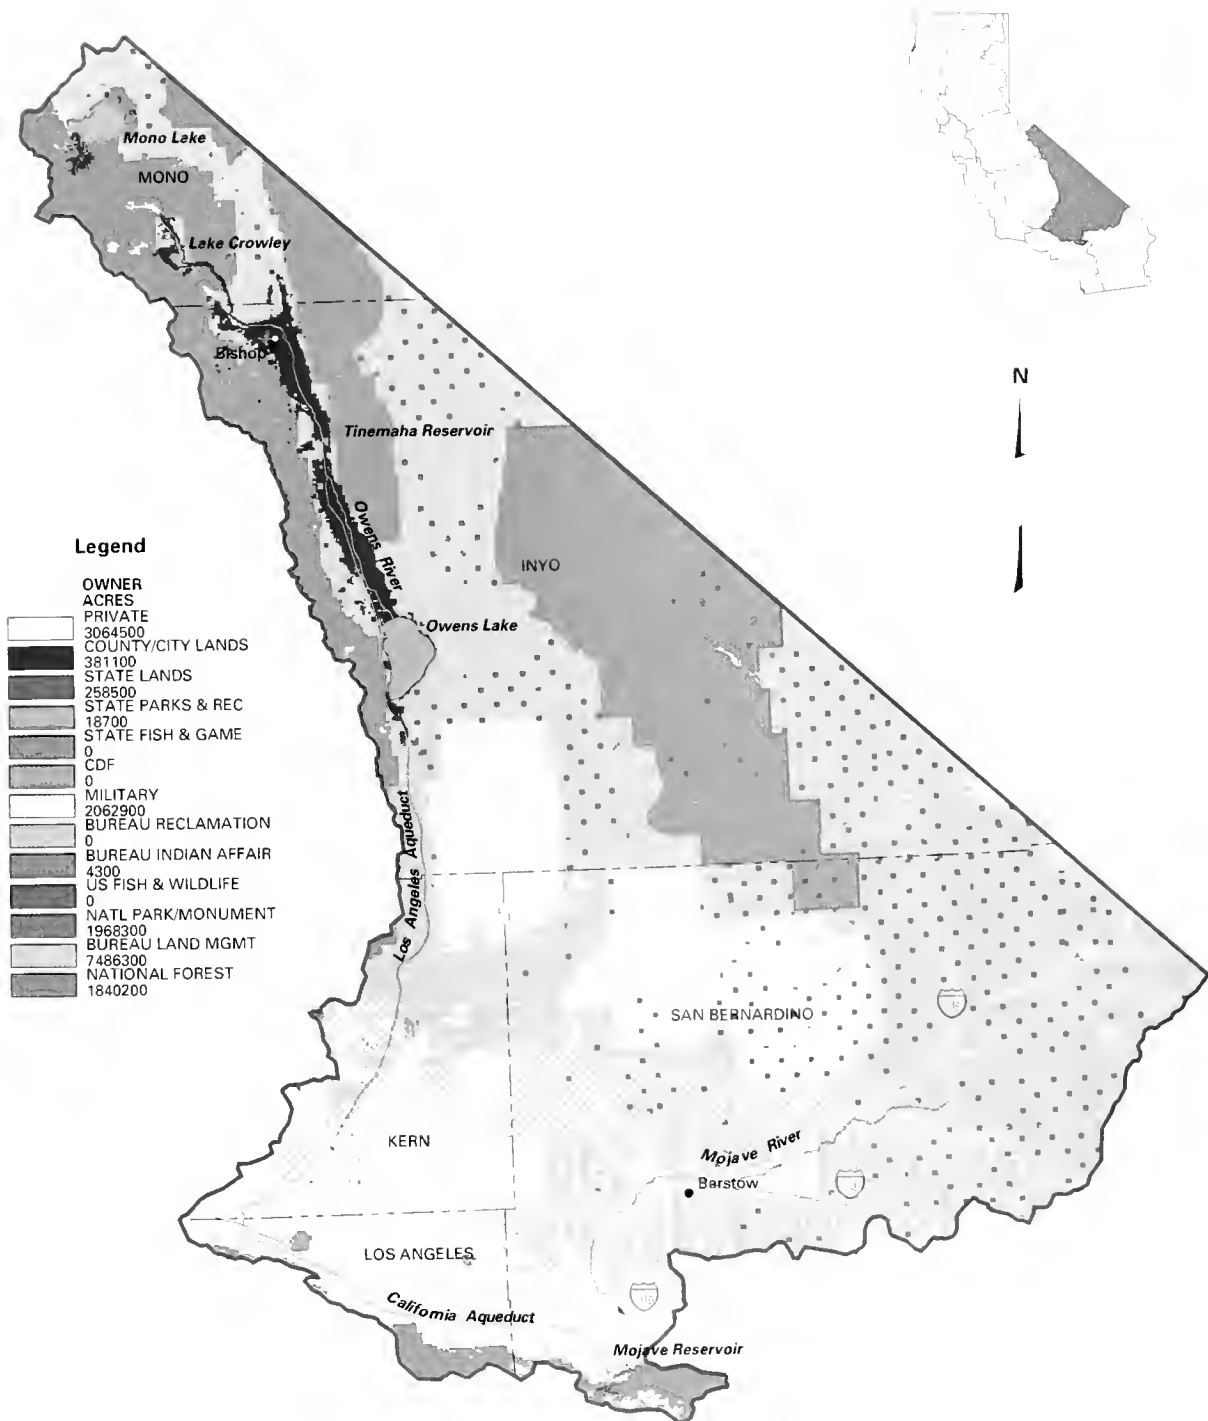 Mono Lake
MONO
Lake Crowley
Bishop
N
Tinemaha Reservoir
Owens River
INYO
Owens Lake
Legend
OWNER
ACRES
PRIVATE
3064500
COUNTY/CITY LANDS
381100
STATE LANDS
258500
STATE PARKS & REC
18700
STATE FISH & GAME
0
CDF
0
MILITARY
2062900
BUREAU RECLAMATION
0
BUREAU INDIAN AFFAIR
4300
US FISH & WILDLIFE
0
NATL PARK/MONUMENT
1968300
BUREAU LAND MGMT
7486300
NATIONAL FOREST
1840200
Los Angeles Aqueduct
SAN BERNARDINO
KERN
Mojave River
Barstow
LOS ANGELES
California Aqueduct
Mojave Reservoir